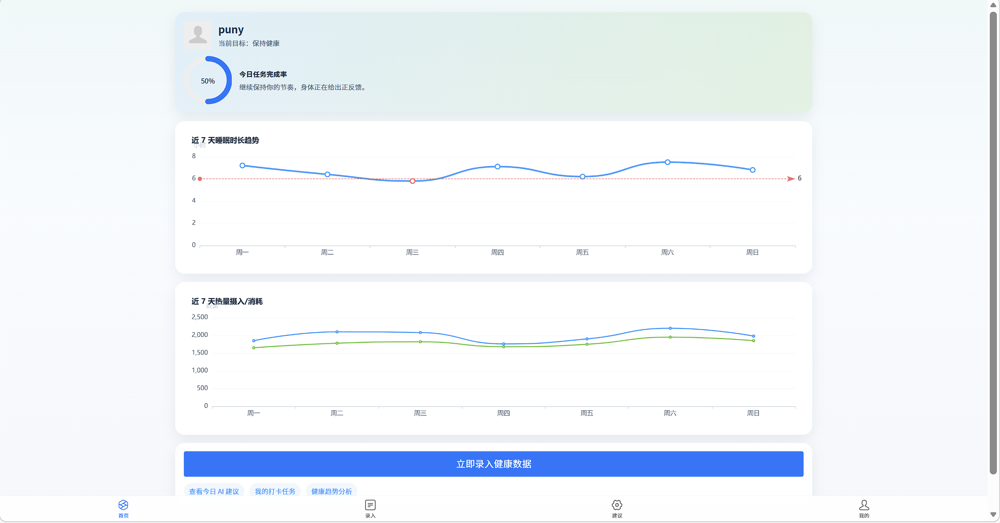 puny
当前目标：保持健康
50%
今日任务完成率
继续保持你的节奏，身体正在给出正反馈。
近 7 天睡眠时长趋势
小时
8
6
6
4
2
0
周一 周二 周三 周四 周五 周六 周日
近 7 天热量摄入/消耗
kcal
2,500
2,000
1,500
1,000
500
0
周一 周二 周三 周四 周五 周六 周日
立即录入健康数据
查看今日 AI 建议 我的打卡任务 健康趋势分析
首页 录入 建议 我的